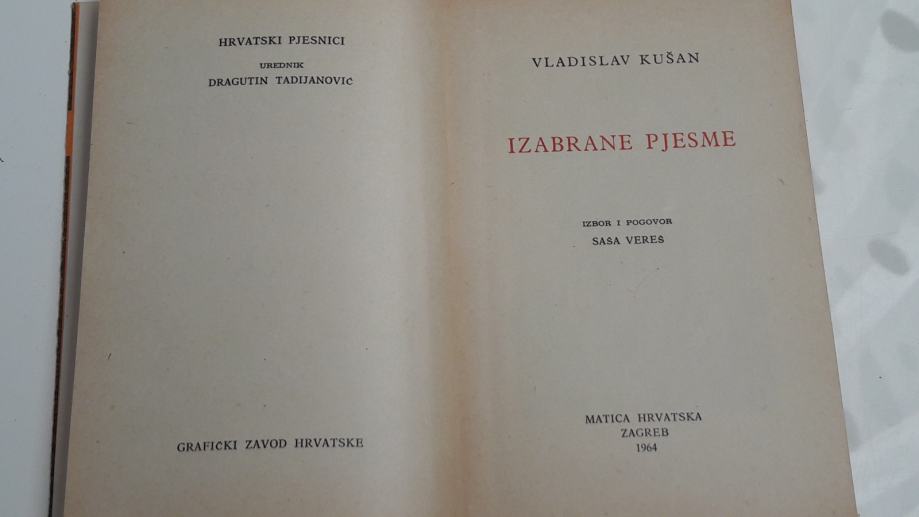 HRVATSKI PJESNICI
UREDNIK
DRAGUTIN TADIJANOVIĆ
GRAFIČKI ZAVOD HRVATSKE
VLADISLAV KUŠAN
IZABRANE PJESME
IZBOR I POGOVOR
SAŠA VEREŠ
MATICA HRVATSKA
ZAGREB
1964